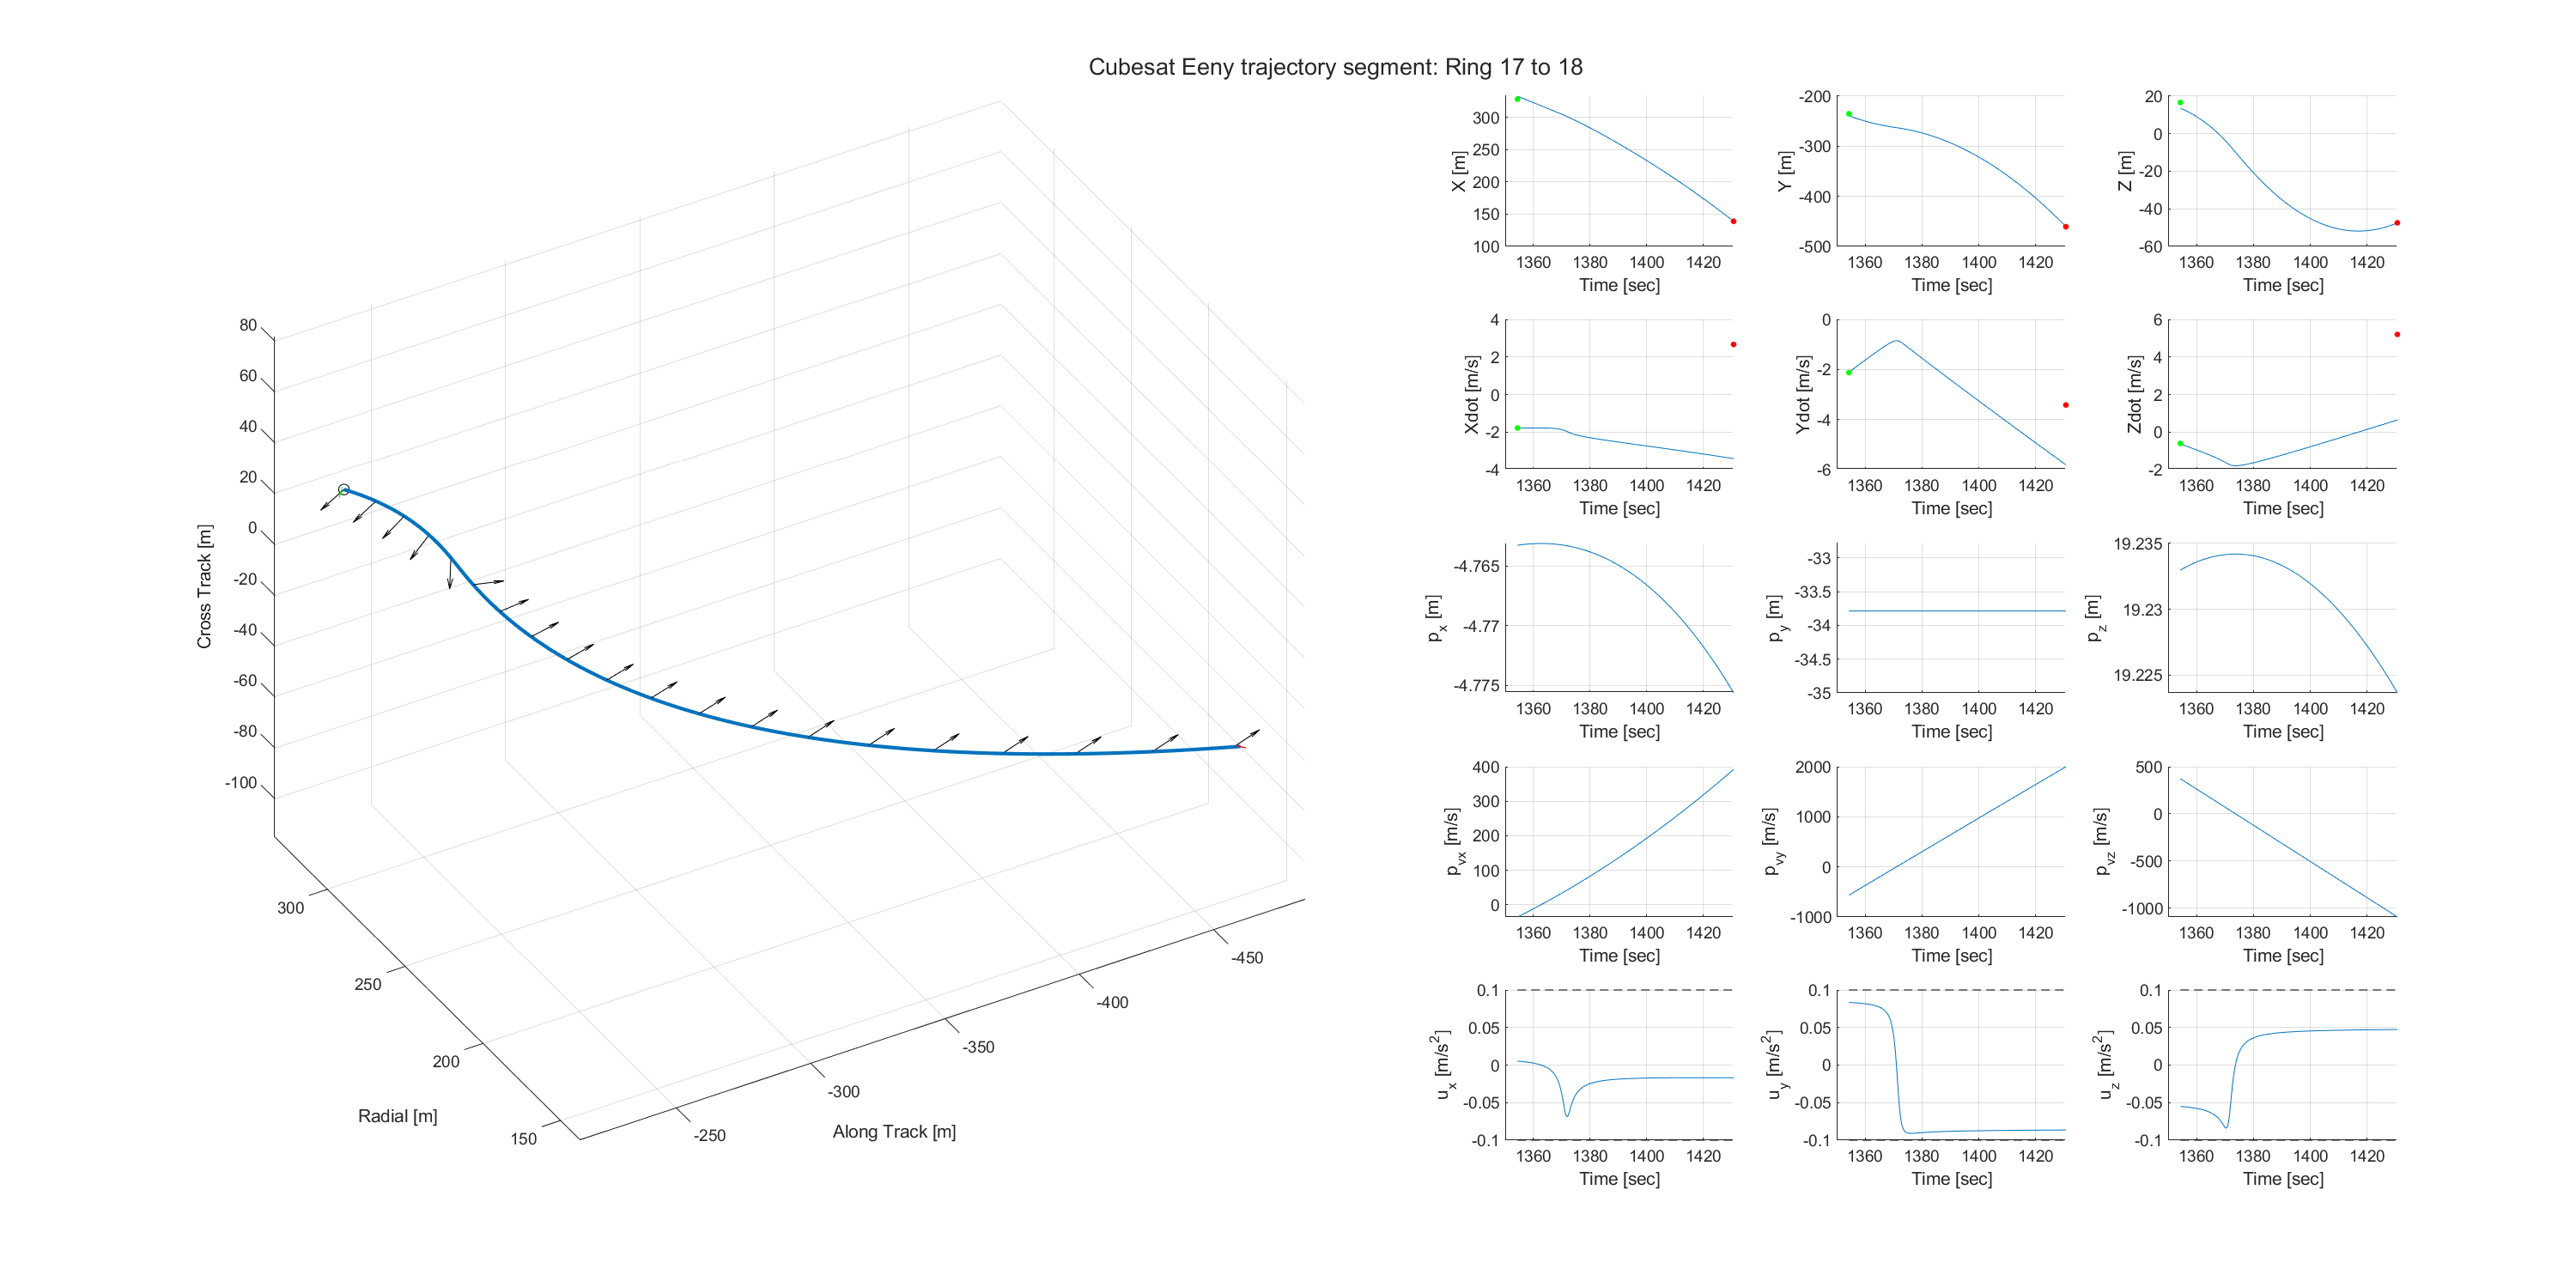 Cubesat Eeny trajectory segment: Ring 17 to 18
80
60
40
20
0
-20
-40
-60
-80
-100
Cross Track [m]
300
250
200
150
Radial [m]
-250
-300
-350
-400
-450
Along Track [m]
300
250
200
150
100
X [m]
1360 1380 1400 1420
Time [sec]
-200
-300
-400
-500
Y [m]
1360 1380 1400 1420
Time [sec]
20
0
-20
-40
-60
Z [m]
1360 1380 1400 1420
Time [sec]
4
2
0
-2
-4
Xdot [m/s]
1360 1380 1400 1420
Time [sec]
0
-2
-4
-6
Ydot [m/s]
1360 1380 1400 1420
Time [sec]
6
4
2
0
-2
Zdot [m/s]
1360 1380 1400 1420
Time [sec]
-4.765
-4.77
-4.775
p_x [m]
1360 1380 1400 1420
Time [sec]
-33
-33.5
-34
-34.5
-35
p_y [m]
1360 1380 1400 1420
Time [sec]
19.235
19.23
19.225
p_z [m]
1360 1380 1400 1420
Time [sec]
400
300
200
100
0
p_vx [m/s]
1360 1380 1400 1420
Time [sec]
2000
1000
0
-1000
p_vy [m/s]
1360 1380 1400 1420
Time [sec]
500
0
-500
-1000
p_vz [m/s]
1360 1380 1400 1420
Time [sec]
0.1
0.05
0
-0.05
-0.1
u_x [m/s²]
1360 1380 1400 1420
Time [sec]
0.1
0.05
0
-0.05
-0.1
u_y [m/s²]
1360 1380 1400 1420
Time [sec]
0.1
0.05
0
-0.05
-0.1
u_z [m/s²]
1360 1380 1400 1420
Time [sec]